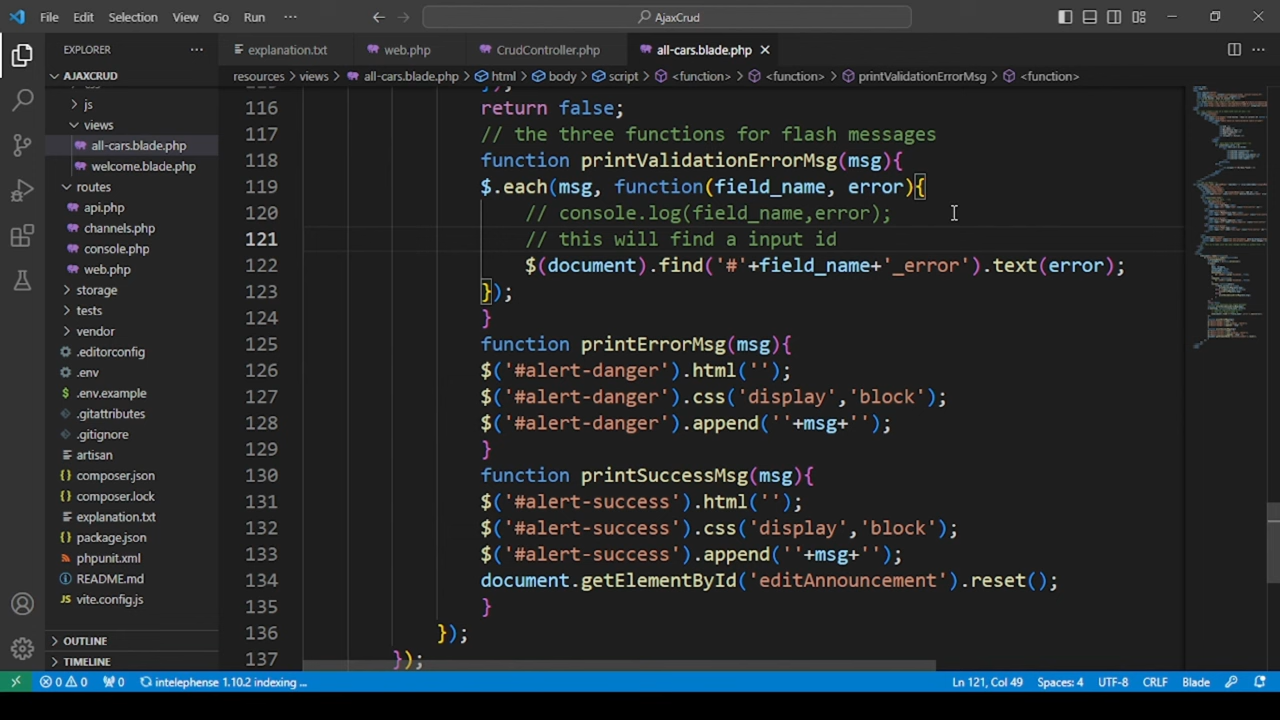 File Edit Selection View Go Run ··· AjaxCrud
EXPLORER ··· explanation.txt web.php CrudController.php all-cars.blade.php
AJAXCRUD resources > views > all-cars.blade.php > html > body > script > <function> > <function> > printValidationErrorMsg > <function>
js
views
all-cars.blade.php
welcome.blade.php
routes
api.php
channels.php
console.php
web.php
storage
tests
vendor
.editorconfig
.env
.env.example
.gitattributes
.gitignore
artisan
composer.json
composer.lock
explanation.txt
package.json
phpunit.xml
README.md
vite.config.js
OUTLINE
TIMELINE
116 return false;
117 // the three functions for flash messages
118 function printValidationErrorMsg(msg){
119 $.each(msg, function(field_name, error){
120 // console.log(field_name,error);
121 // this will find a input id
122 $(document).find('#'+field_name+'_error').text(error);
123 });
124 }
125 function printErrorMsg(msg){
126 $('#alert-danger').html('');
127 $('#alert-danger').css('display','block');
128 $('#alert-danger').append(''+msg+'');
129 }
130 function printSuccessMsg(msg){
131 $('#alert-success').html('');
132 $('#alert-success').css('display','block');
133 $('#alert-success').append(''+msg+'');
134 document.getElementById('editAnnouncement').reset();
135 }
136 });
137 });
0 0 0 intelephense 1.10.2 indexing ... Ln 121, Col 49 Spaces: 4 UTF-8 CRLF Blade